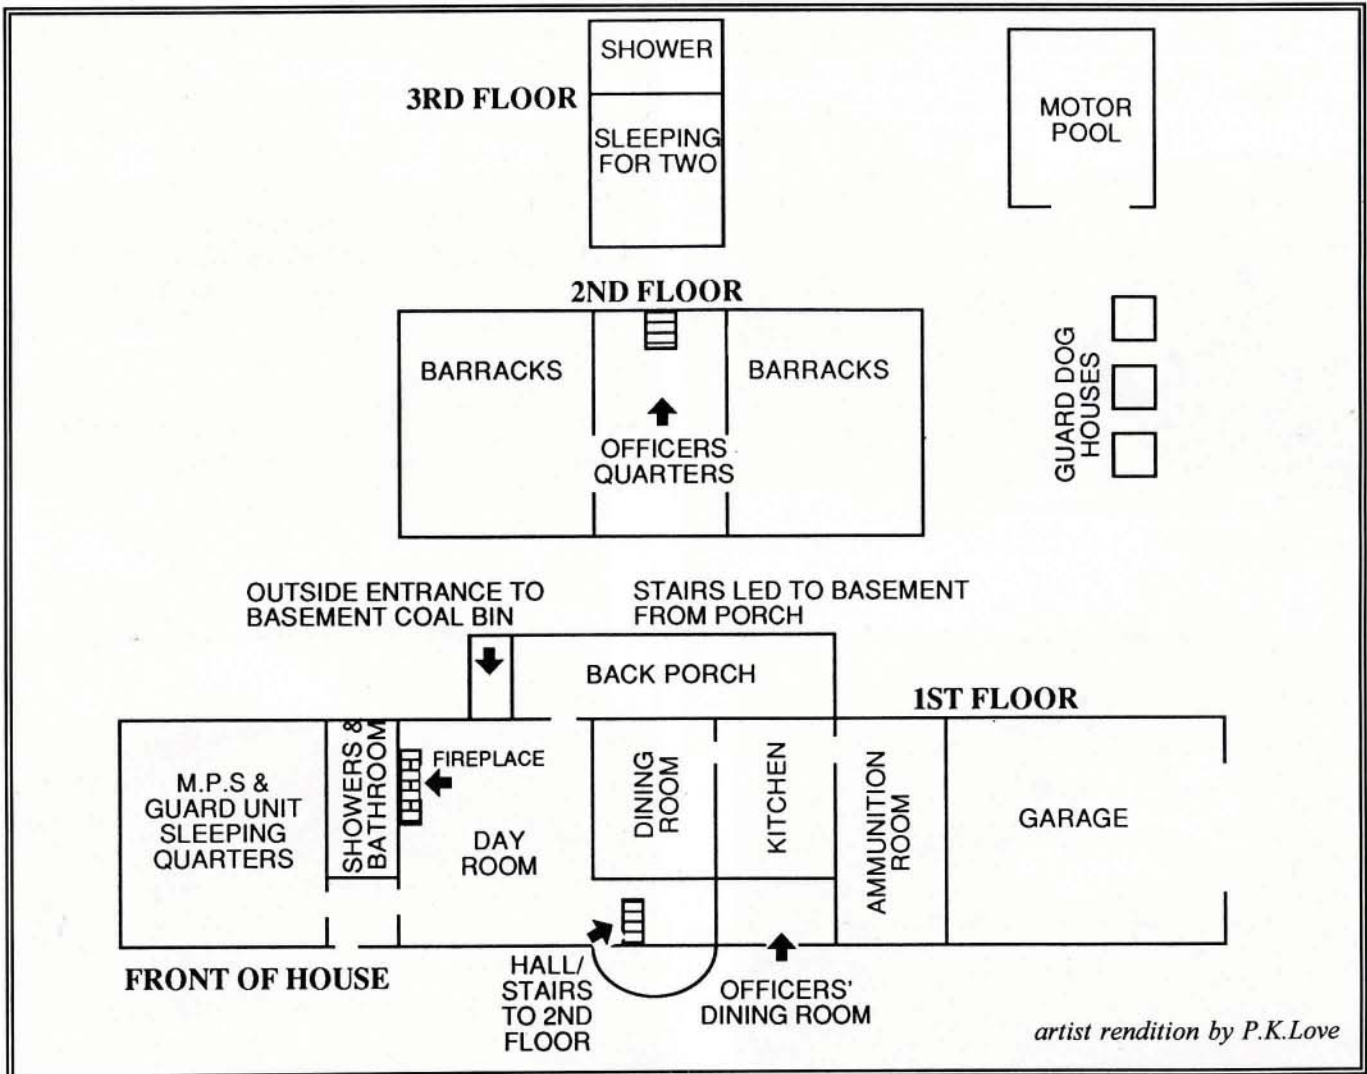 SHOWER
3RD FLOOR
SLEEPING
FOR TWO
MOTOR
POOL
2ND FLOOR
BARRACKS
BARRACKS
OFFICERS
QUARTERS
GUARD DOG
HOUSES
OUTSIDE ENTRANCE TO
BASEMENT COAL BIN
STAIRS LED TO BASEMENT
FROM PORCH
BACK PORCH
1ST FLOOR
M.P.S &
GUARD UNIT
SLEEPING
QUARTERS
SHOWERS &
BATHROOM
FIREPLACE
DAY
ROOM
DINING
ROOM
KITCHEN
AMMUNITION
ROOM
GARAGE
FRONT OF HOUSE
HALL/
STAIRS
TO 2ND
FLOOR
OFFICERS'
DINING ROOM
artist rendition by P.K.Love